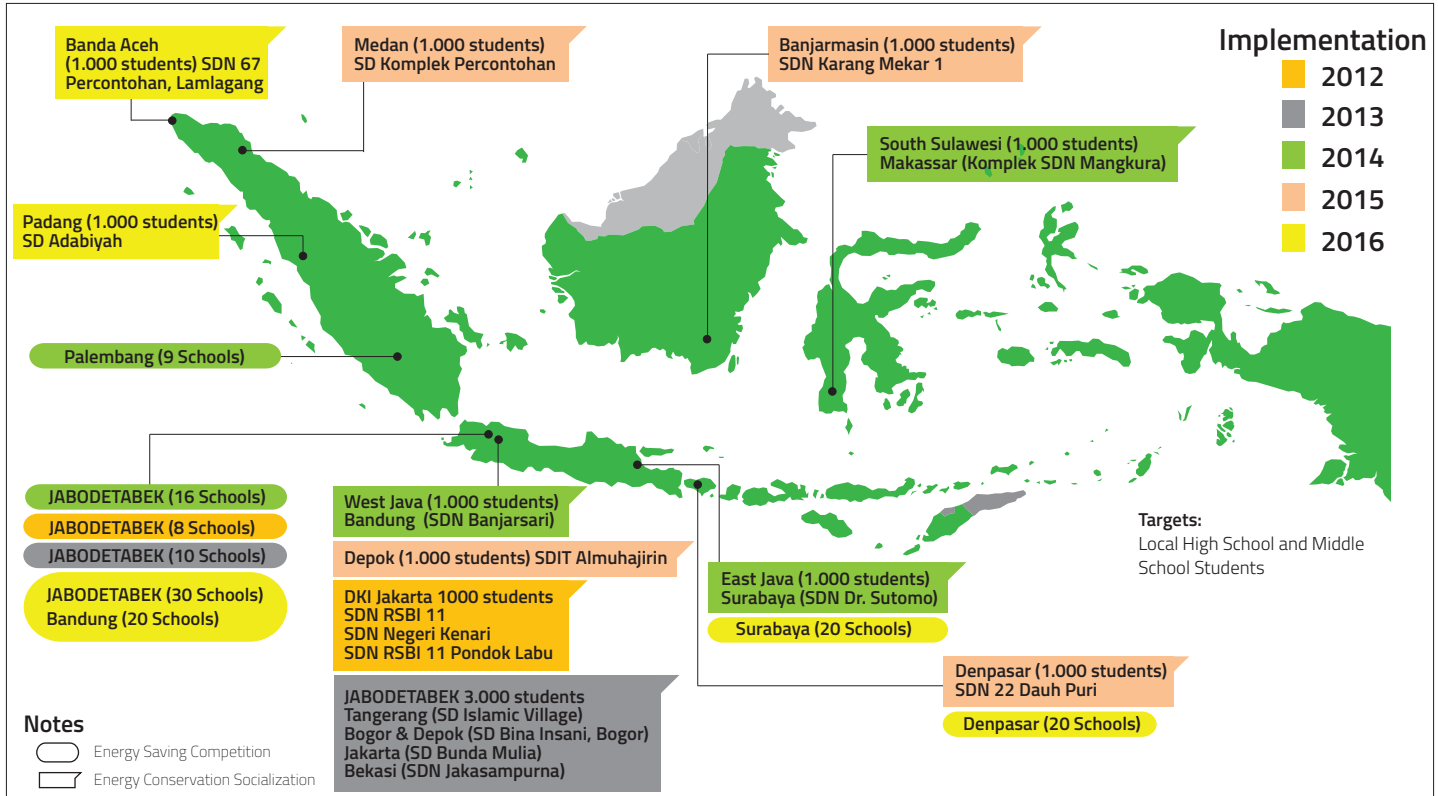 Banda Aceh
(1.000 students) SDN 67
Percontohan, Lamlagang
Medan (1.000 students)
SD Komplek Percontohan
Banjarmasin (1.000 students)
SDN Karang Mekar 1
Implementation
2012
2013
2014
2015
2016
South Sulawesi (1.000 students)
Makassar (Komplek SDN Mangkura)
Padang (1.000 students)
SD Adabiyah
Palembang (9 Schools)
JABODETABEK (16 Schools)
JABODETABEK (8 Schools)
JABODETABEK (10 Schools)
JABODETABEK (30 Schools)
Bandung (20 Schools)
West Java (1.000 students)
Bandung (SDN Banjarsari)
Depok (1.000 students) SDIT Almuhajirin
DKI Jakarta 1000 students
SDN RSBI 11
SDN Negeri Kenari
SDN RSBI 11 Pondok Labu
JABODETABEK 3.000 students
Tangerang (SD Islamic Village)
Bogor & Depok (SD Bina Insani, Bogor)
Jakarta (SD Bunda Mulia)
Bekasi (SDN Jakasampurna)
East Java (1.000 students)
Surabaya (SDN Dr. Sutomo)
Surabaya (20 Schools)
Denpasar (1.000 students)
SDN 22 Dauh Puri
Denpasar (20 Schools)
Targets:
Local High School and Middle
School Students
Notes
Energy Saving Competition
Energy Conservation Socialization